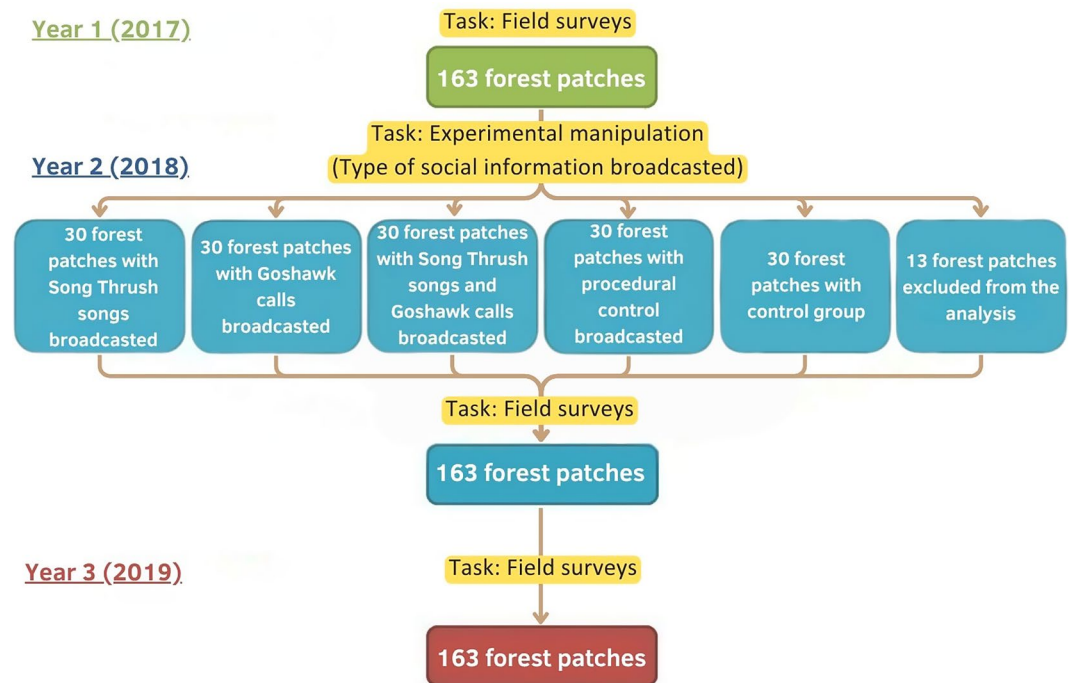 Year 1 (2017)
Task: Field surveys
163 forest patches
Task: Experimental manipulation
(Type of social information broadcasted)
Year 2 (2018)
30 forest
patches with
Song Thrush
songs
broadcasted
30 forest patches
with Goshawk
calls
broadcasted
30 forest patches
with Song Thrush
songs and
Goshawk calls
broadcasted
30 forest
patches with
procedural
control
broadcasted
30 forest
patches with
control group
13 forest patches
excluded from the
analysis
Task: Field surveys
163 forest patches
Year 3 (2019)
Task: Field surveys
163 forest patches